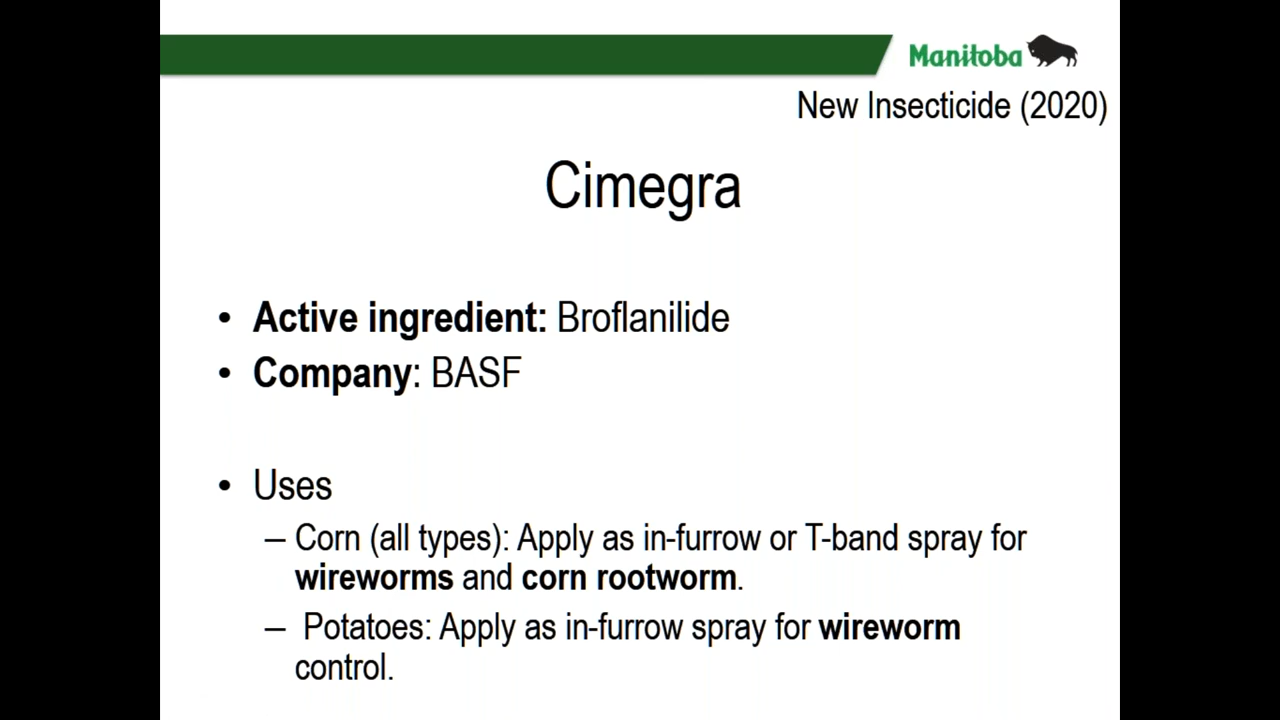 Manitoba
New Insecticide (2020)
Cimegra
• Active ingredient: Broflanilide
• Company: BASF
• Uses
– Corn (all types): Apply as in-furrow or T-band spray for
wireworms and corn rootworm.
– Potatoes: Apply as in-furrow spray for wireworm
control.